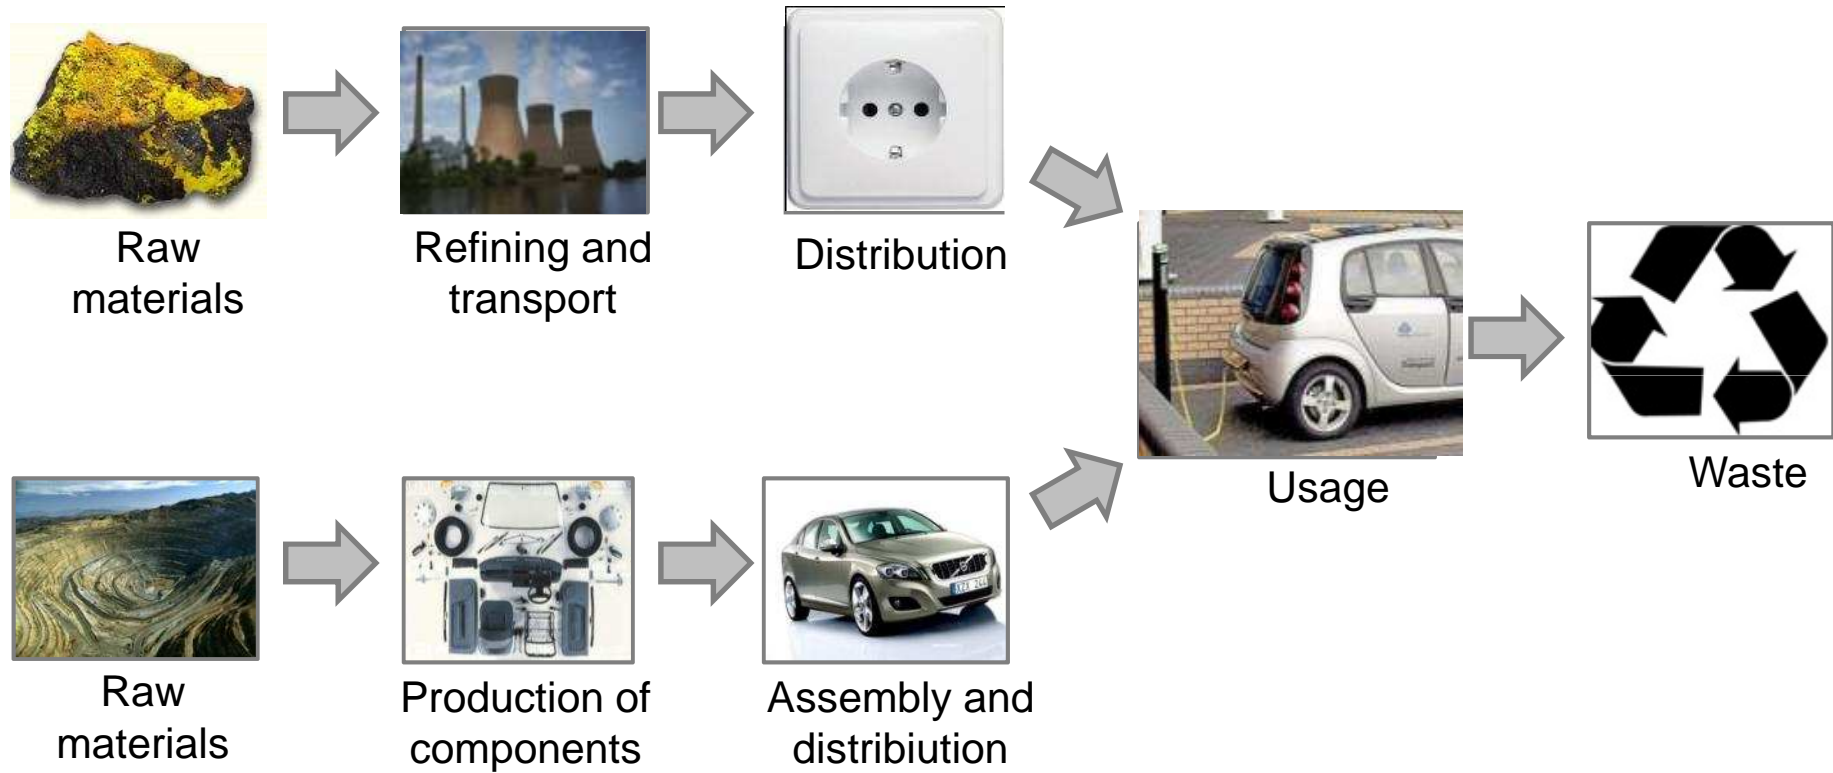 Raw
materials
Refining and
transport
Distribution
Usage
Waste
Raw
materials
Production of
components
Assembly and
distribiution